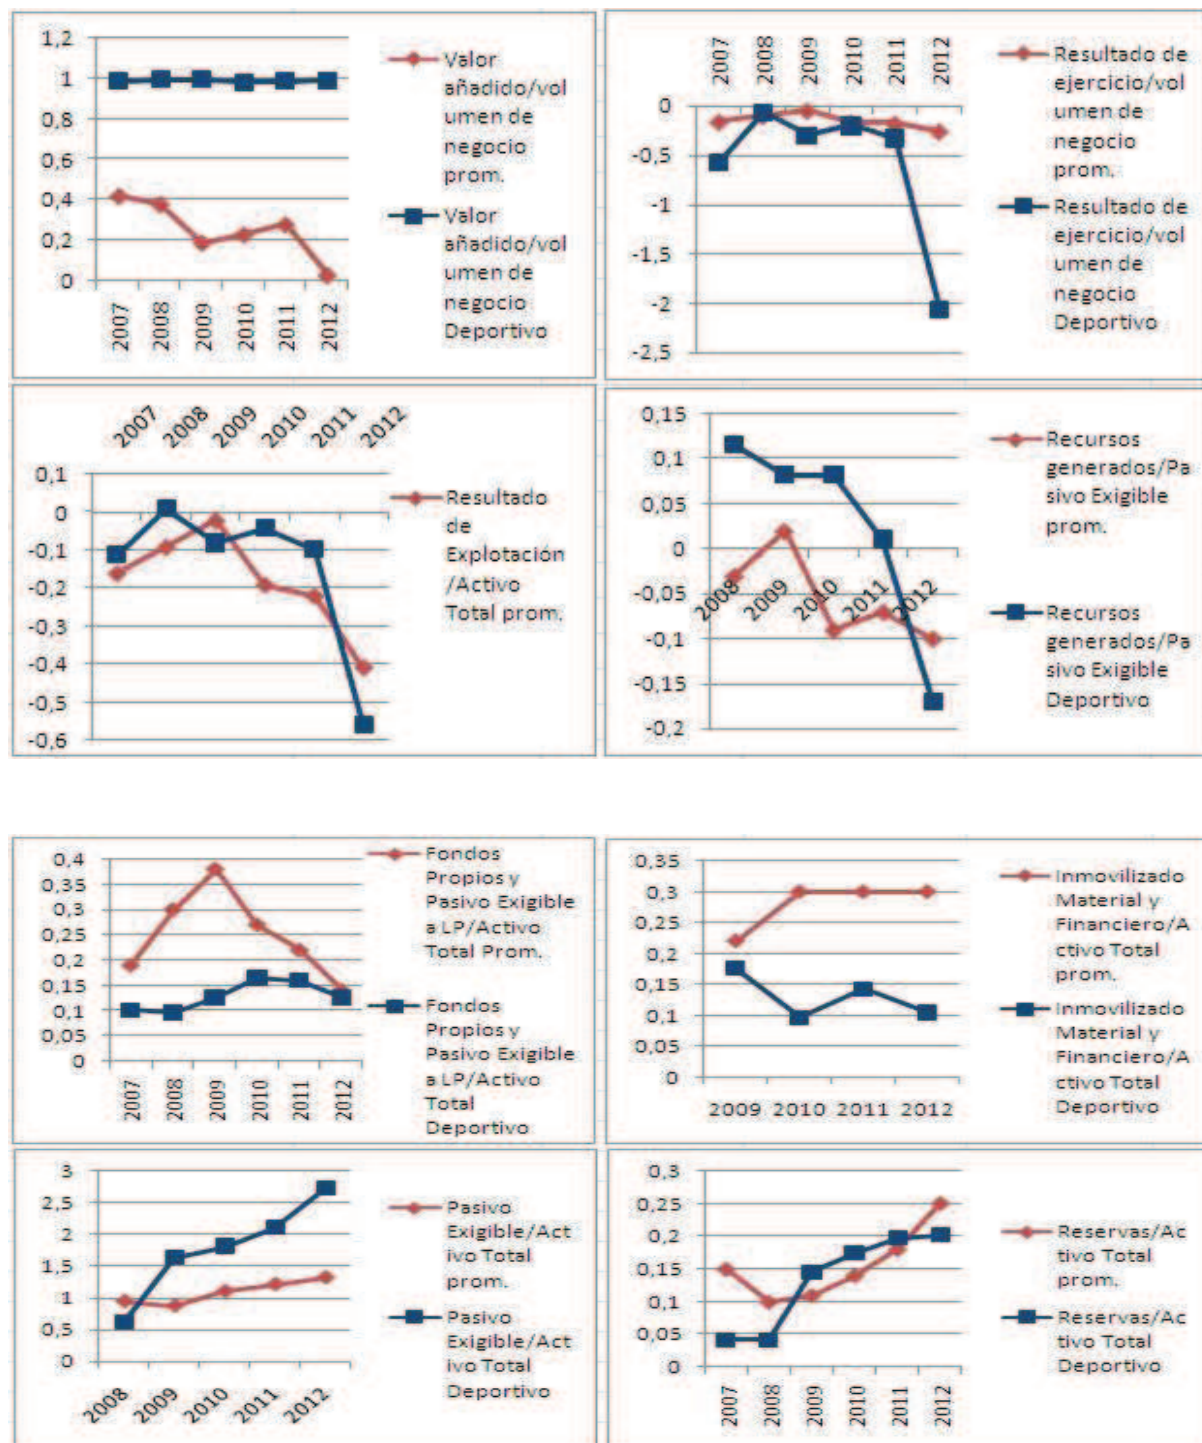 1,2
1
0,8
0,6
0,4
0,2
0
2007
2008
2009
2010
2011
2012
Valor
añadido/vol
umen de
negocio
prom.
Valor
añadido/vol
umen de
negocio
Deportivo
2007
2008
2009
2010
2011
2012
0
-0,5
-1
-1,5
-2
-2,5
Resultado de
ejercicio/vol
umen de
negocio
prom.
Resultado de
ejercicio/vol
umen de
negocio
Deportivo
2007
2008
2009
2010
2011
2012
0,1
0
-0,1
-0,2
-0,3
-0,4
-0,5
-0,6
Resultado
de
Explotación
/Activo
Total prom.
0,15
0,1
0,05
0
-0,05
-0,1
-0,15
-0,2
2008
2009
2010
2011
2012
Recursos
generados/Pa
sivo Exigible
prom.
Recursos
generados/Pa
sivo Exigible
Deportivo
0,4
0,35
0,3
0,25
0,2
0,15
0,1
0,05
0
2007
2008
2009
2010
2011
2012
Fondos
Propios y
Pasivo Exigible
a LP/Activo
Total Prom.
Fondos
Propios y
Pasivo Exigible
a LP/Activo
Total
Deportivo
0,35
0,3
0,25
0,2
0,15
0,1
0,05
0
2009 2010 2011 2012
Inmovilizado
Material y
Financiero/A
ctivo Total
prom.
Inmovilizado
Material y
Financiero/A
ctivo Total
Deportivo
3
2,5
2
1,5
1
0,5
0
2008
2009
2010
2011
2012
Pasivo
Exigible/Act
ivo Total
prom.
Pasivo
Exigible/Act
ivo Total
Deportivo
0,3
0,25
0,2
0,15
0,1
0,05
0
2007
2008
2009
2010
2011
2012
Reservas/Ac
tivo Total
prom.
Reservas/Ac
tivo Total
Deportivo